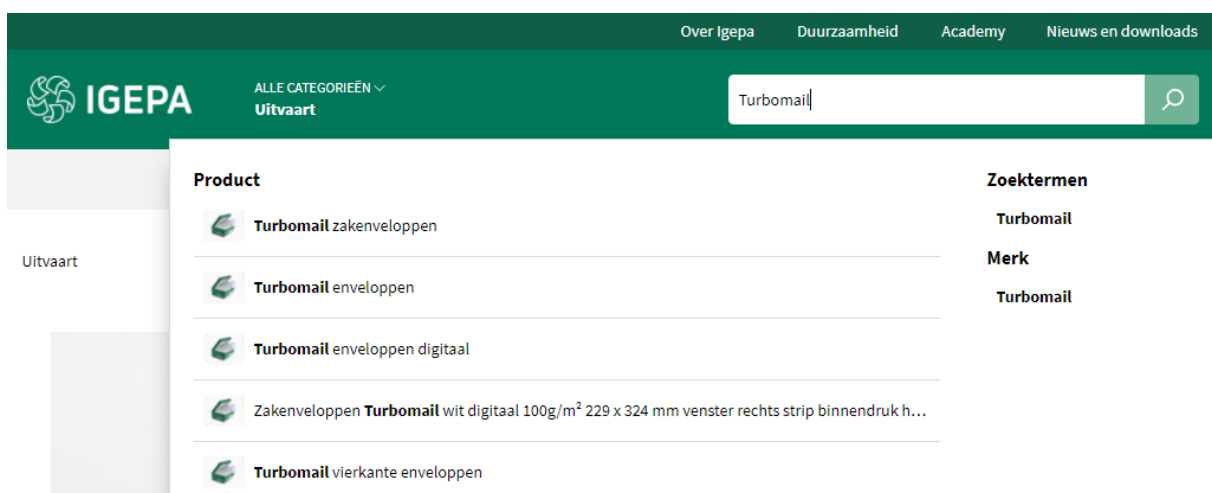 Over Igepa Duurzaamheid Academy Nieuws en downloads
IGEPA
ALLE CATEGORIEËN
Uitvaart
Turbomail
Product
Turbomail zakenveloppen
Turbomail enveloppen
Turbomail enveloppen digitaal
Zakenveloppen Turbomail wit digitaal 100g/m² 229 x 324 mm venster rechts strip binnendruk h...
Turbomail vierkante enveloppen
Zoektermen
Turbomail
Merk
Turbomail
Uitvaart